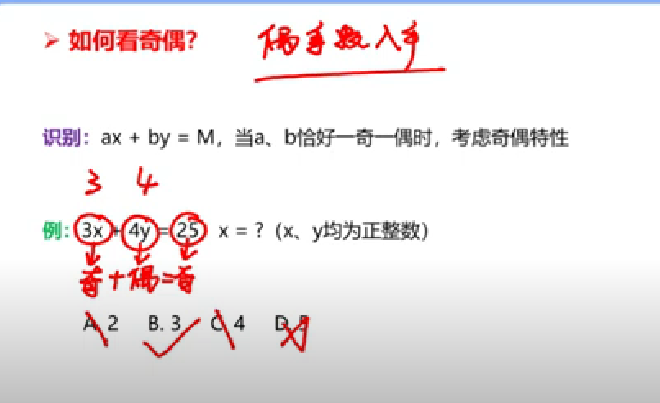 ➢ 如何看奇偶? 偶系数入手
识别：ax + by = M，当a、b恰好一奇一偶时，考虑奇偶特性
3 4
例：3x+4y=25 x = ?（x、y均为正整数）
奇+偶=奇
A. 2 B. 3 C. 4 D.